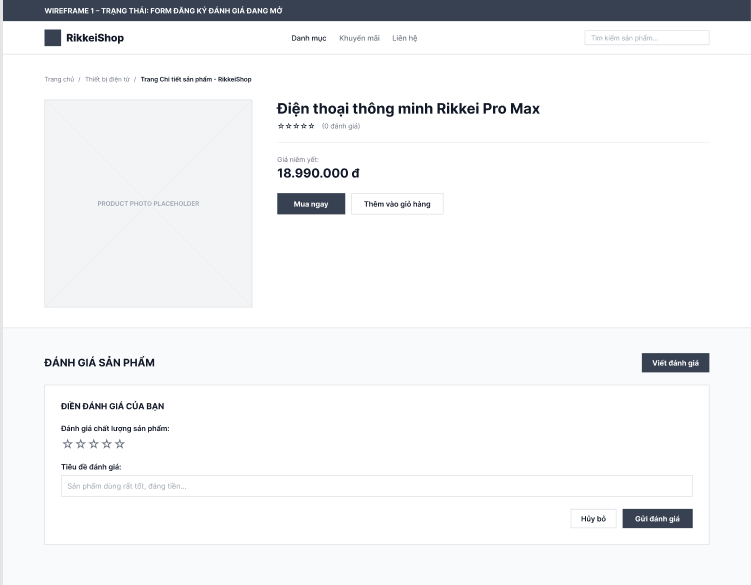 WIREFRAME 1 – TRẠNG THÁI: FORM ĐĂNG KÝ ĐÁNH GIÁ ĐANG MỞ
RikkeiShop
Danh mục Khuyến mãi Liên hệ
Tìm kiếm sản phẩm...
Trang chủ / Thiết bị điện tử / Trang Chi tiết sản phẩm - RikkeiShop
PRODUCT PHOTO PLACEHOLDER
Điện thoại thông minh Rikkei Pro Max
☆☆☆☆☆ (0 đánh giá)
Giá niêm yết:
18.990.000 đ
Mua ngay
Thêm vào giỏ hàng
ĐÁNH GIÁ SẢN PHẨM
Viết đánh giá
ĐIỀN ĐÁNH GIÁ CỦA BẠN
Đánh giá chất lượng sản phẩm:
☆☆☆☆☆
Tiêu đề đánh giá:
Sản phẩm dùng rất tốt, đáng tiền...
Hủy bỏ
Gửi đánh giá